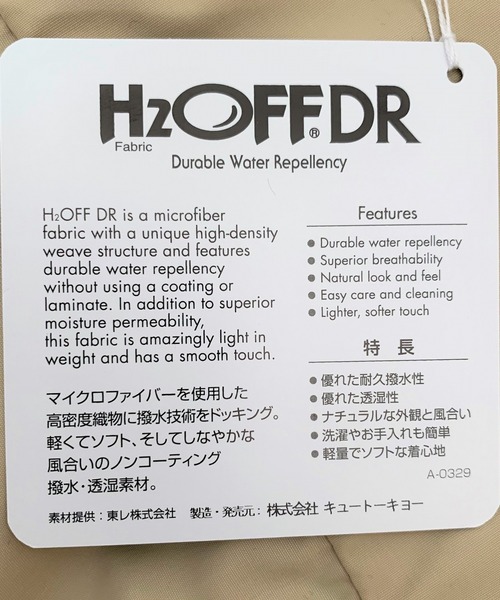 H2OFF® DR
Fabric
Durable Water Repellency
H₂OFF DR is a microfiber
fabric with a unique high-density
weave structure and features
durable water repellency
without using a coating or
laminate. In addition to superior
moisture permeability,
this fabric is amazingly light in
weight and has a smooth touch.
マイクロファイバーを使用した
高密度織物に撥水技術をドッキング。
軽くてソフト、そしてしなやかな
風合いのノンコーティング
撥水・透湿素材。
Features
● Durable water repellency
● Superior breathability
● Natural look and feel
● Easy care and cleaning
● Lighter, softer touch
特 長
● 優れた耐久撥水性
● 優れた透湿性
● ナチュラルな外観と風合い
● 洗濯やお手入れも簡単
● 軽量でソフトな着心地
A-0329
素材提供：東レ株式会社 製造・発売元：株式会社 キュートーキョー